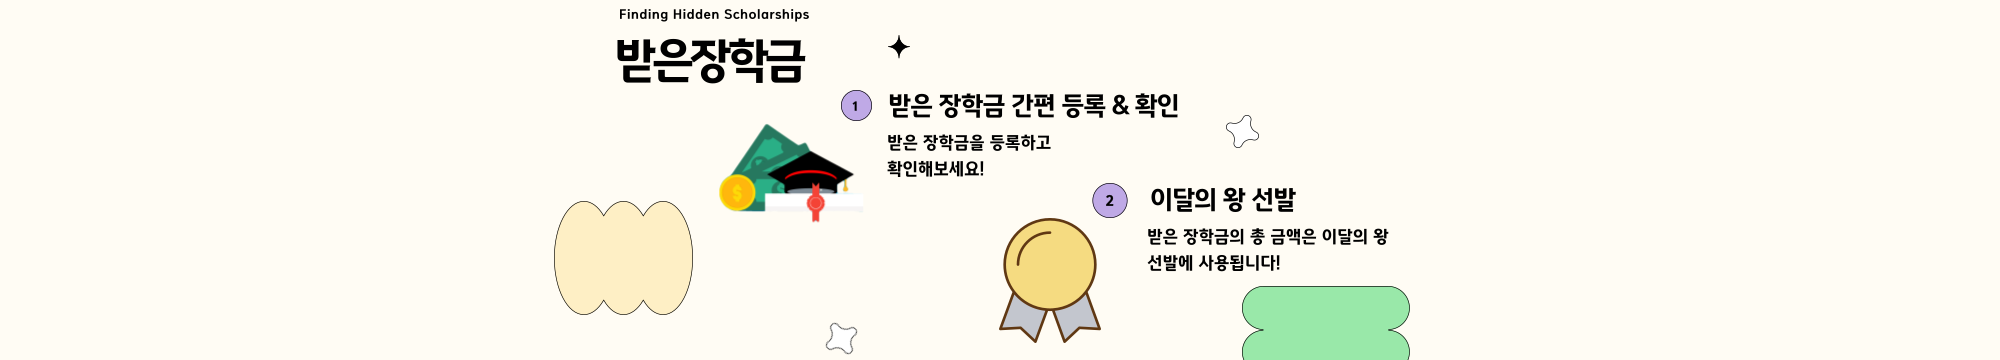 Finding Hidden Scholarships
받은장학금
1
받은 장학금 간편 등록 & 확인
받은 장학금을 등록하고
확인해보세요!
2
이달의 왕 선발
받은 장학금의 총 금액은 이달의 왕
선발에 사용됩니다!
$